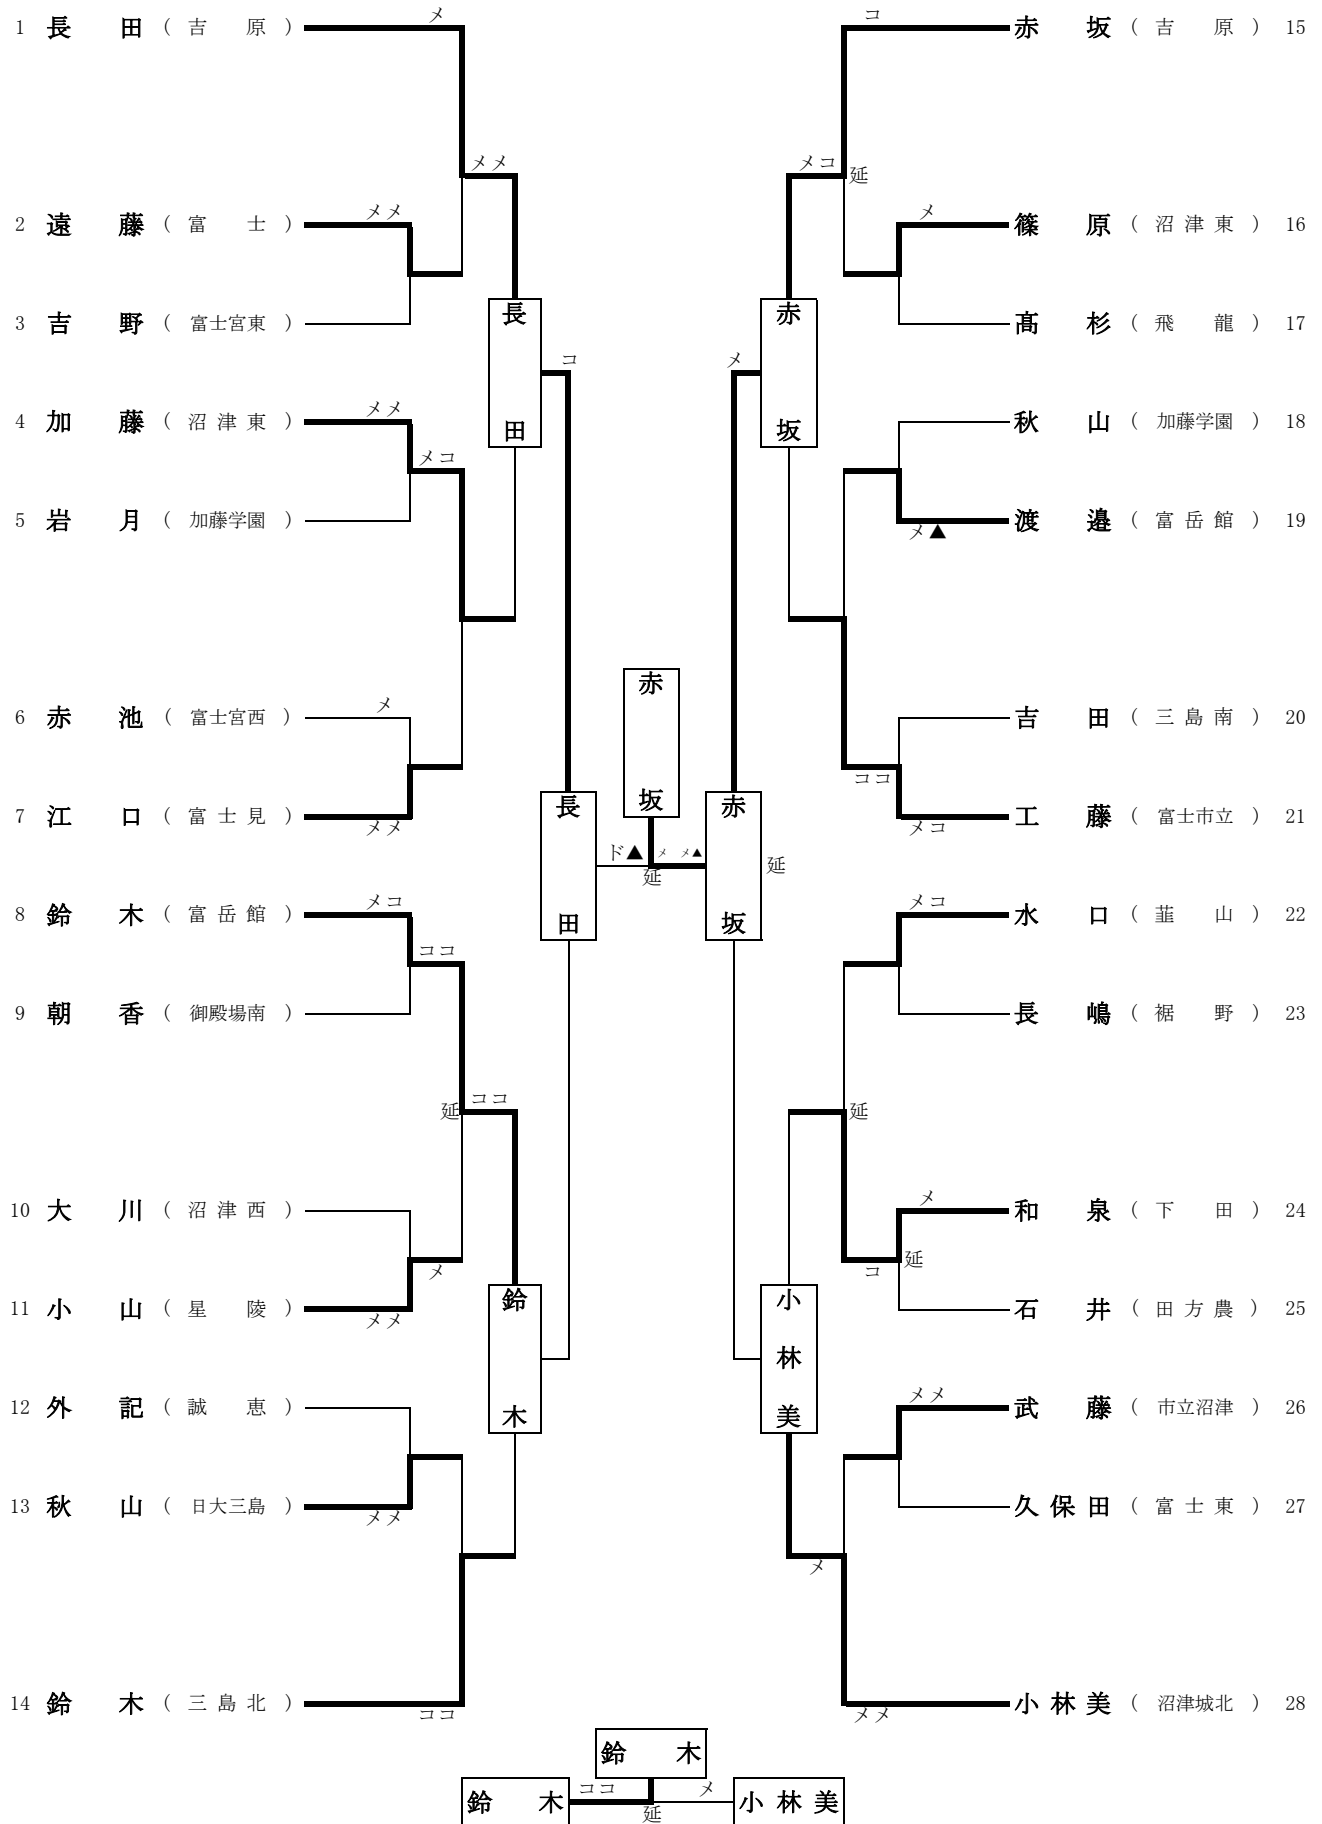 メ コ
1 長 田 （ 吉 原 ） 赤 坂 （ 吉 原 ） 15
メメ メコ 延
メメ メ
2 遠 藤 （ 富 士 ） 篠 原 （ 沼 津 東 ） 16
長 田 赤 坂
3 吉 野 （ 富士宮東 ） 髙 杉 （ 飛 龍 ） 17
コ メ
メメ
4 加 藤 （ 沼 津 東 ） 秋 山 （ 加藤学園 ） 18
メコ
5 岩 月 （ 加藤学園 ） 渡 邉 （ 富 岳 館 ） 19
メ▲
赤 坂
メ
6 赤 池 （ 富士宮西 ） 吉 田 （ 三 島 南 ） 20
ココ
長 田 赤 坂
7 江 口 （ 富 士 見 ） 工 藤 （ 富士市立 ） 21
メメ メコ
ド▲ メ メ▲ 延
延
メコ メコ
8 鈴 木 （ 富 岳 館 ） 水 口 （ 韮 山 ） 22
ココ
9 朝 香 （ 御殿場南 ） 長 嶋 （ 裾 野 ） 23
延 ココ 延
メ
10 大 川 （ 沼 津 西 ） 和 泉 （ 下 田 ） 24
メ コ 延
鈴 木 小 林 美
11 小 山 （ 星 陵 ） 石 井 （ 田 方 農 ） 25
メメ
メメ
12 外 記 （ 誠 恵 ） 武 藤 （ 市立沼津 ） 26
13 秋 山 （ 日大三島 ） 久 保 田 （ 富 士 東 ） 27
メメ
メ
14 鈴 木 （ 三 島 北 ） 小 林 美 （ 沼津城北 ） 28
ココ メメ
鈴 木
ココ メ
鈴 木 小 林 美
延